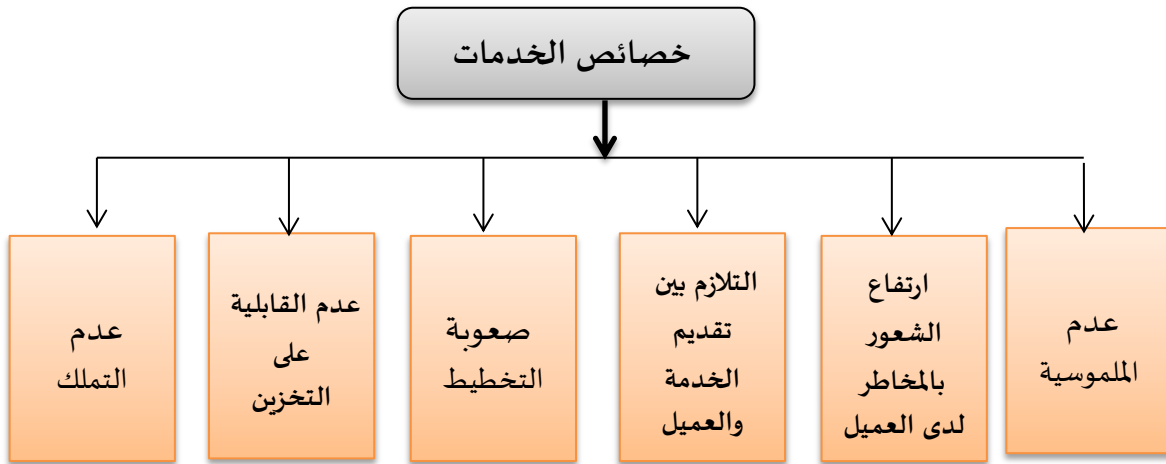 خصائص الخدمات
عدم
الملموسية
ارتفاع
الشعور
بالمخاطر
لدى العميل
التلازم بين
تقديم
الخدمة
والعميل
صعوبة
التخطيط
عدم القابلية
على
التخزين
عدم
التملك